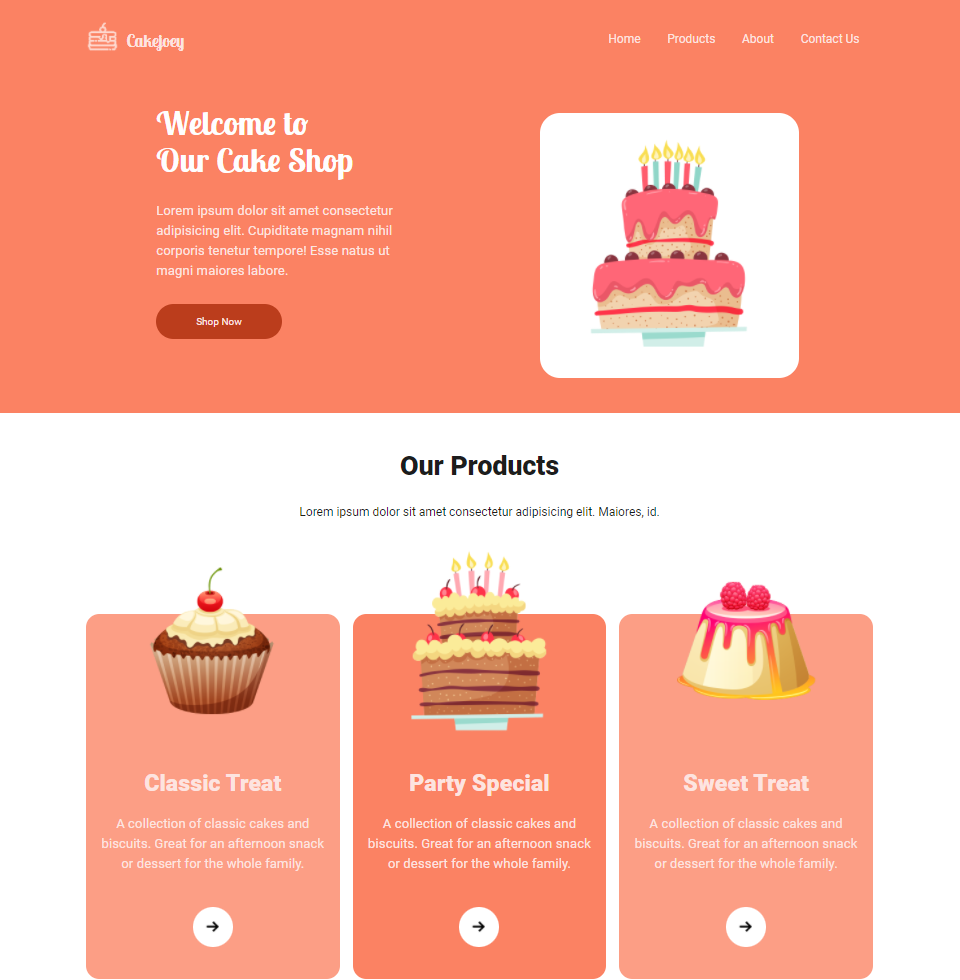 CakeJoey
Home
Products
About
Contact Us
Welcome to
Our Cake Shop
Lorem ipsum dolor sit amet consectetur
adipisicing elit. Cupiditate magnam nihil
corporis tenetur tempore! Esse natus ut
magni maiores labore.
Shop Now
Our Products
Lorem ipsum dolor sit amet consectetur adipisicing elit. Maiores, id.
Classic Treat
A collection of classic cakes and
biscuits. Great for an afternoon snack
or dessert for the whole family.
Party Special
A collection of classic cakes and
biscuits. Great for an afternoon snack
or dessert for the whole family.
Sweet Treat
A collection of classic cakes and
biscuits. Great for an afternoon snack
or dessert for the whole family.